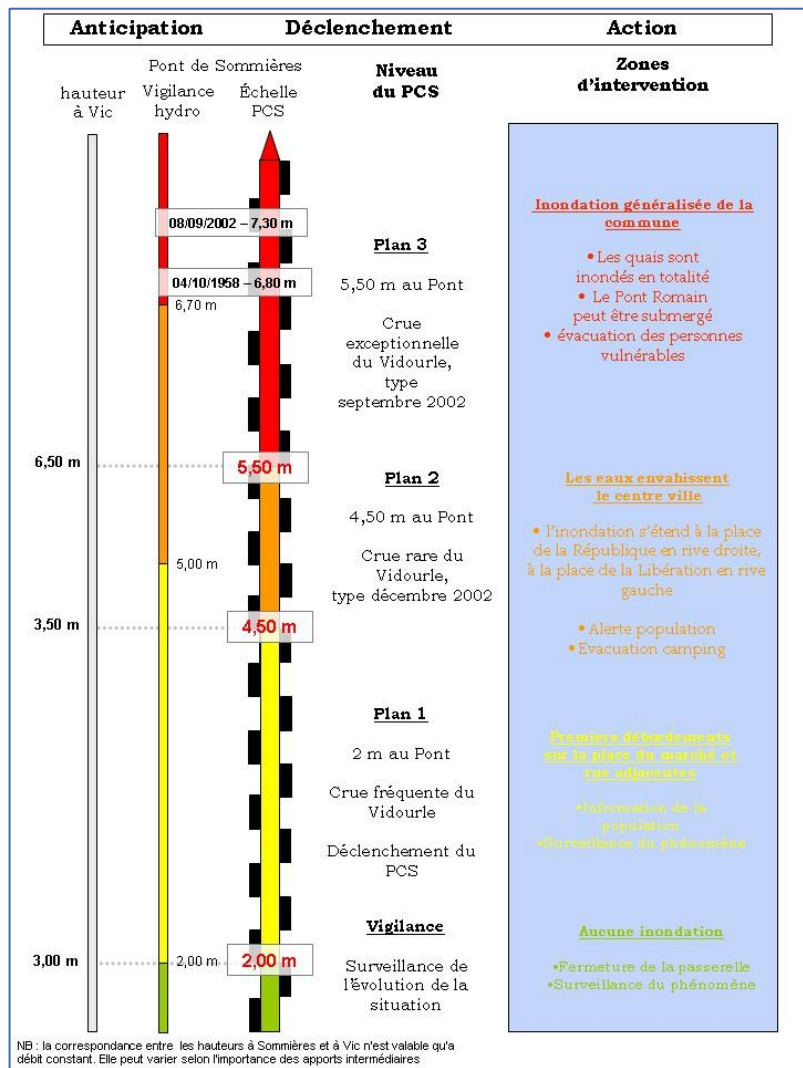 Anticipation
Déclenchement
Action
Pont de Sommières
hauteur
à Vic
Vigilance
hydro
Échelle
PCS
Niveau
du PCS
Zones
d'intervention
08/09/2002 – 7,30 m
04/10/1958 – 6,80 m
6,70 m
Plan 3
5,50 m au Pont
Crue
exceptionnelle
du Vidourle,
type
septembre 2002
Inondation généralisée de la
commune
• Les quais sont
inondés en totalité
• Le Pont Romain
peut être submergé
• évacuation des personnes
vulnérables
6,50 m
5,50 m
Plan 2
4,50 m au Pont
Crue rare du
Vidourle,
type décembre 2002
Les eaux envahissent
le centre ville
• l'inondation s'étend à la place
de la République en rive droite,
à la place de la Libération en rive
gauche
• Alerte population
• Evacuation camping
5,00 m
3,50 m
4,50 m
Plan 1
2 m au Pont
Crue fréquente du
Vidourle
Déclenchement du
PCS
Premiers débordements
sur la place du marché et
rue adjacentes
•Information de la
population
•Surveillance du phénomène
3,00 m
2,00 m
2,00 m
Vigilance
Surveillance de
l'évolution de la
situation
Aucune inondation
•Fermeture de la passerelle
•Surveillance du phénomène
NB : la correspondance entre les hauteurs à Sommières et à Vic n'est valable qu'a
débit constant. Elle peut varier selon l'importance des apports intermédiaires